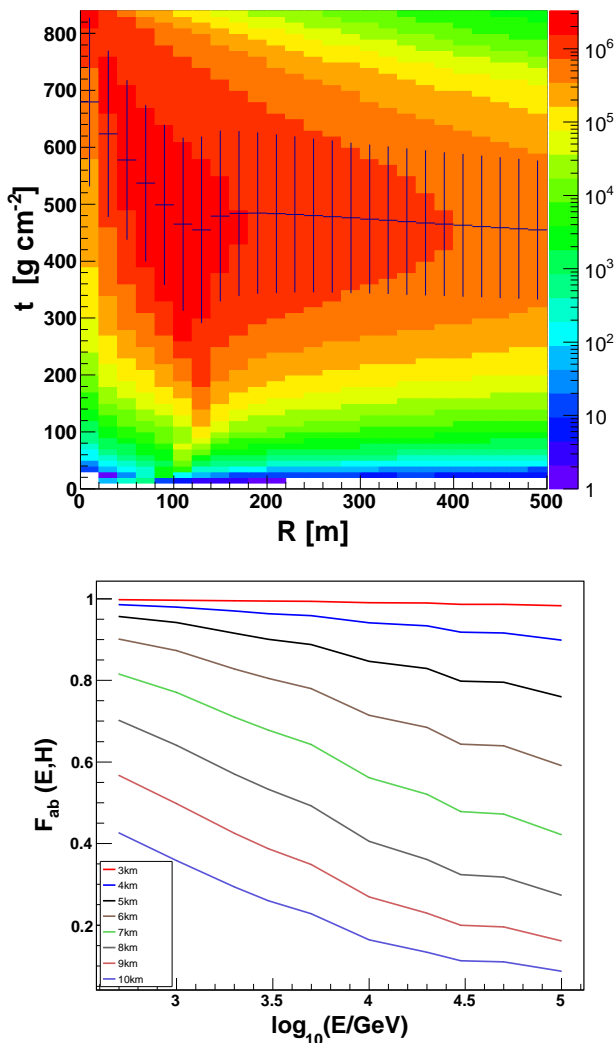 800
700
600
500
400
300
200
100
0
t [g cm⁻²]
0 100 200 300 400 500
R [m]
10⁶
10⁵
10⁴
10³
10²
10
1
1
0.8
0.6
0.4
0.2
F_ab (E,H)
3km
4km
5km
6km
7km
8km
9km
10km
3 3.5 4 4.5 5
log₁₀(E/GeV)